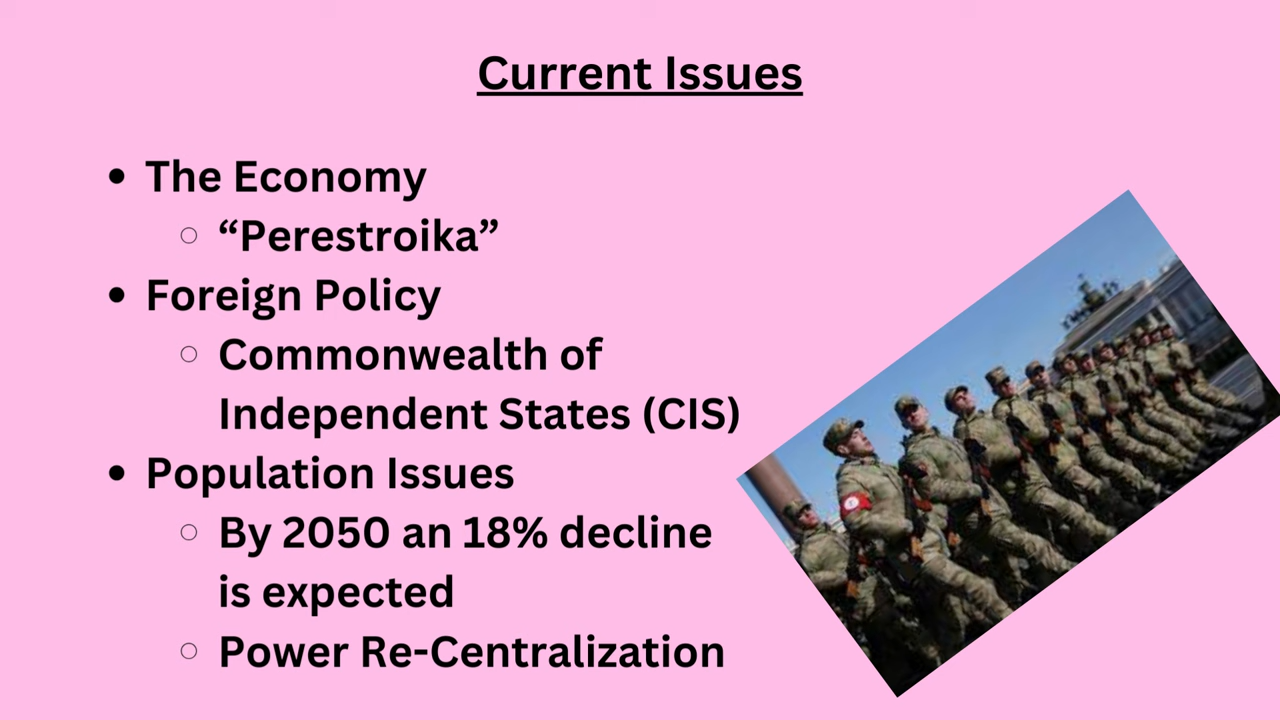 Current Issues
• The Economy
○ “Perestroika”
• Foreign Policy
○ Commonwealth of
Independent States (CIS)
• Population Issues
○ By 2050 an 18% decline
is expected
○ Power Re-Centralization